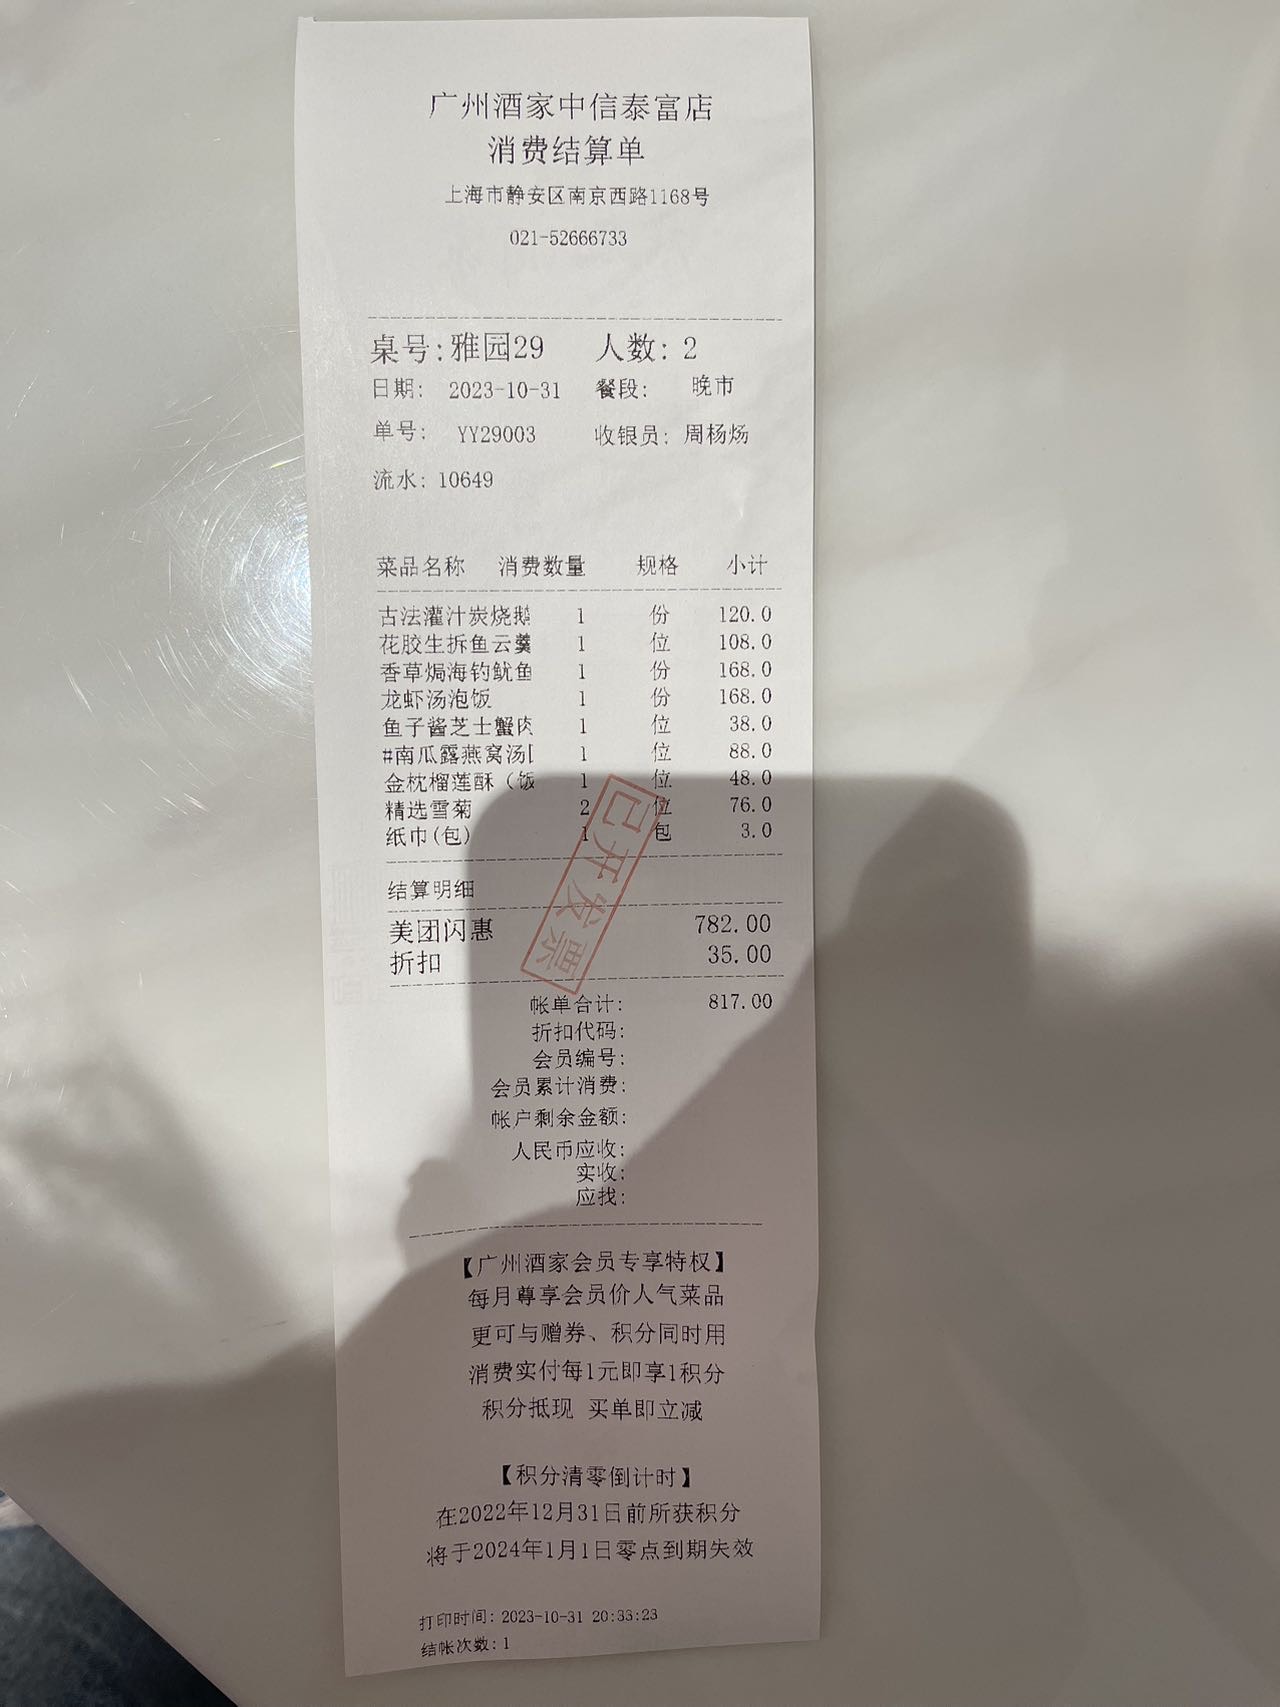 广州酒家中信泰富店
消费结算单
上海市静安区南京西路1168号
021-52666733
桌号:雅园29 人数: 2
日期: 2023-10-31 餐段: 晚市
单号: YY29003 收银员: 周杨炀
流水: 10649
菜品名称 消费数量 规格 小计
古法灌汁炭烧鹅 1 份 120.0
花胶生拆鱼云羹 1 位 108.0
香草焗海钓鱿鱼 1 份 168.0
龙虾汤泡饭 1 份 168.0
鱼子酱芝士蟹肉 1 位 38.0
#南瓜露燕窝汤 1 位 88.0
金枕榴莲酥（饭 1 位 48.0
精选雪菊 2 位 76.0
纸巾(包) 1 包 3.0
已开发票
结算明细
美团闪惠 782.00
折扣 35.00
帐单合计: 817.00
折扣代码:
会员编号:
会员累计消费:
帐户剩余金额:
人民币应收:
实收:
应找:
【广州酒家会员专享特权】
每月尊享会员价人气菜品
更可与赠券、积分同时用
消费实付每1元即享1积分
积分抵现 买单即立减
【积分清零倒计时】
在2022年12月31日前所获积分
将于2024年1月1日零点到期失效
打印时间: 2023-10-31 20:33:23
结帐次数: 1